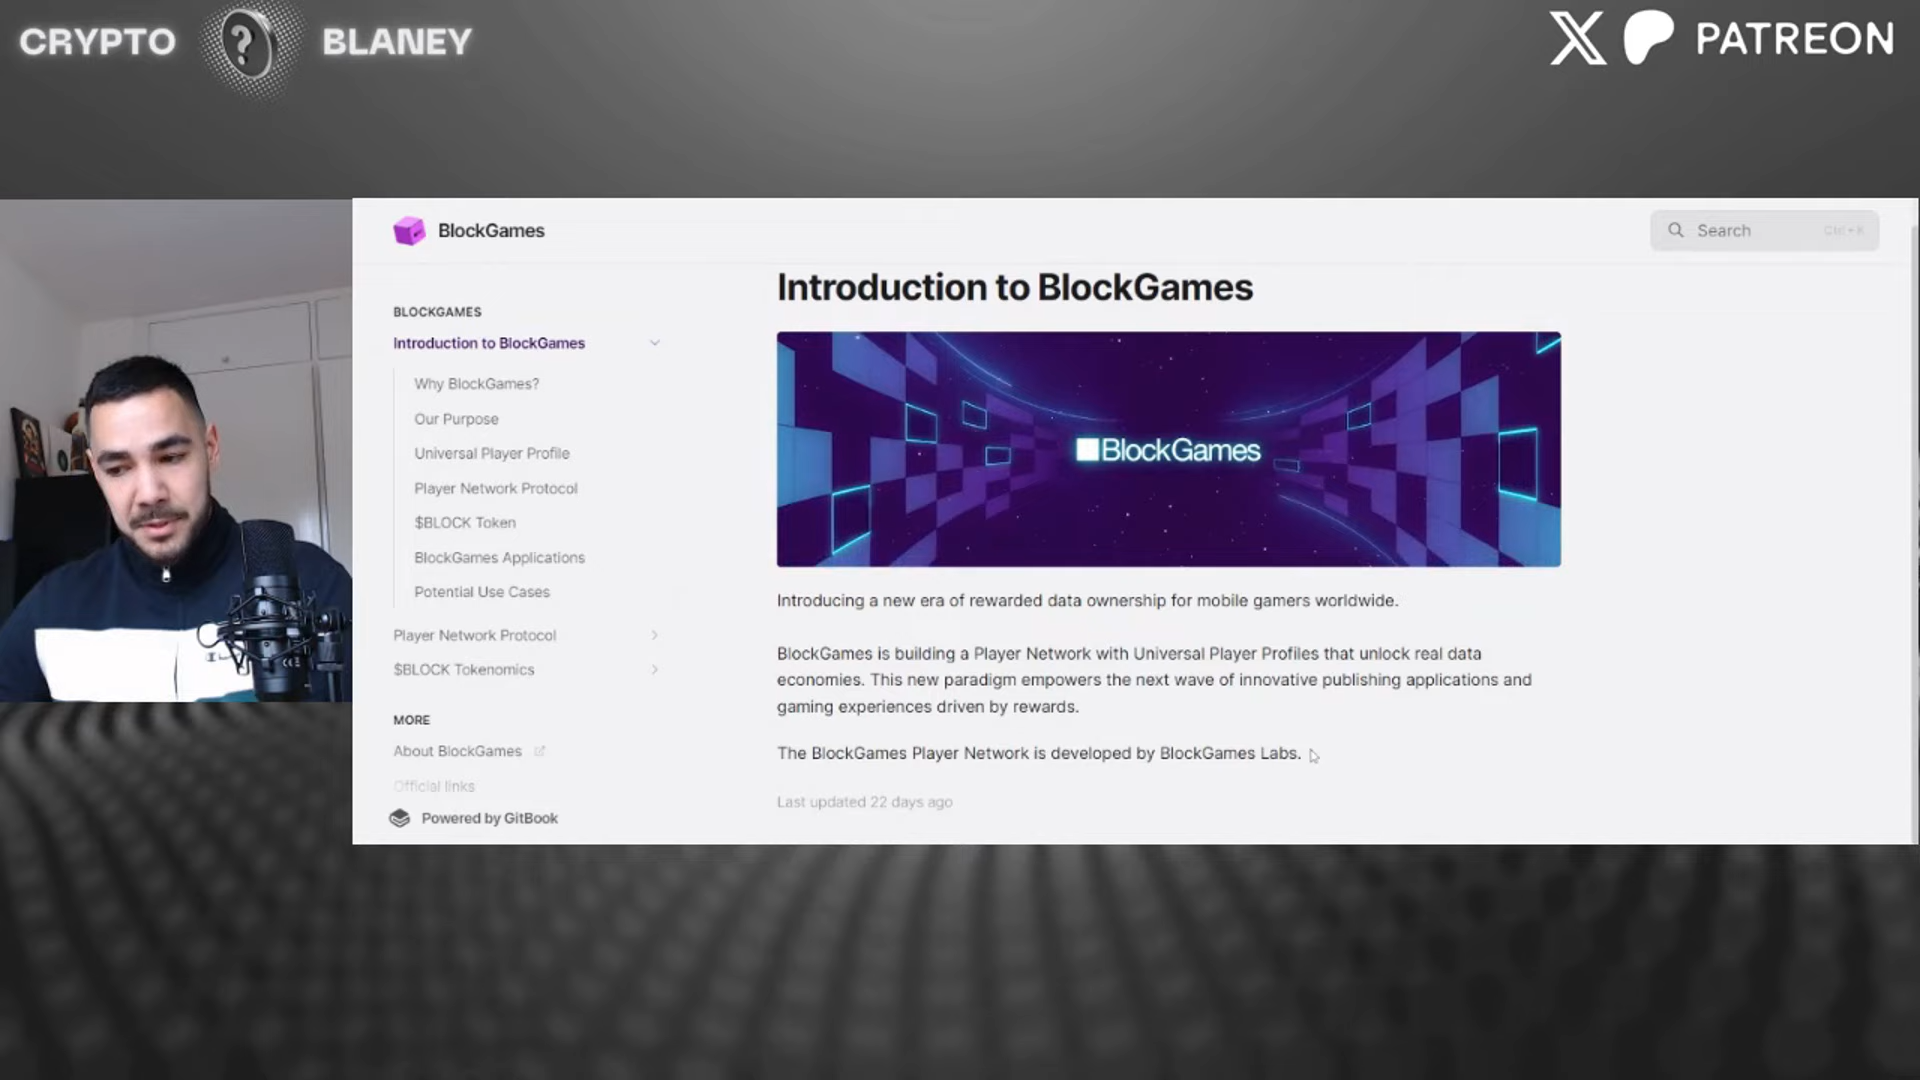 CRYPTO ? BLANEY
X PATREON
BlockGames
Search Ctrl+K
BLOCKGAMES
Introduction to BlockGames
Why BlockGames?
Our Purpose
Universal Player Profile
Player Network Protocol
$BLOCK Token
BlockGames Applications
Potential Use Cases
Player Network Protocol
$BLOCK Tokenomics
MORE
About BlockGames
Official links
Powered by GitBook
Introduction to BlockGames
BlockGames
Introducing a new era of rewarded data ownership for mobile gamers worldwide.
BlockGames is building a Player Network with Universal Player Profiles that unlock real data
economies. This new paradigm empowers the next wave of innovative publishing applications and
gaming experiences driven by rewards.
The BlockGames Player Network is developed by BlockGames Labs.
Last updated 22 days ago